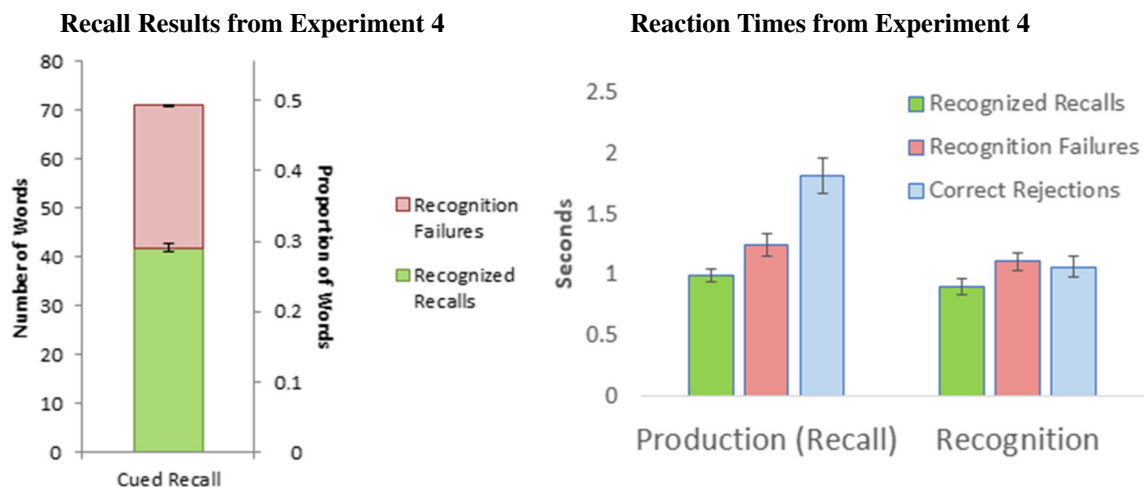 Recall Results from Experiment 4
80
70
60
50
40
30
20
10
0
Number of Words
0.5
0.4
0.3
0.2
0.1
0
Proportion of Words
Cued Recall
Recognition
Failures
Recognized
Recalls
Reaction Times from Experiment 4
2.5
2
1.5
1
0.5
0
Seconds
Recognized Recalls
Recognition Failures
Correct Rejections
Production (Recall)
Recognition